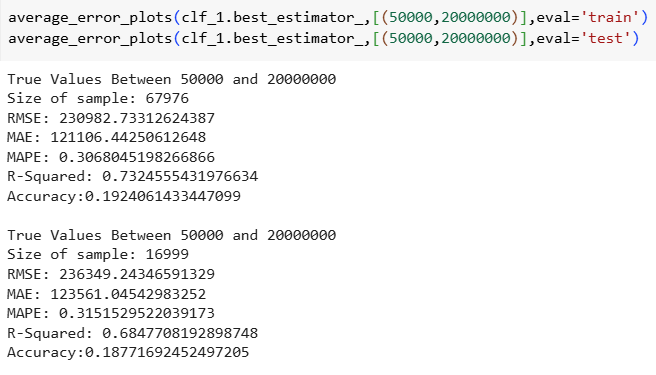 average_error_plots(clf_1.best_estimator_,[(50000,20000000)],eval='train')
average_error_plots(clf_1.best_estimator_,[(50000,20000000)],eval='test')
True Values Between 50000 and 20000000
Size of sample: 67976
RMSE: 230982.73312624387
MAE: 121106.44250612648
MAPE: 0.3068045198266866
R-Squared: 0.7324555431976634
Accuracy:0.1924061433447099
True Values Between 50000 and 20000000
Size of sample: 16999
RMSE: 236349.24346591329
MAE: 123561.04542983252
MAPE: 0.3151529522039173
R-Squared: 0.6847708192898748
Accuracy:0.18771692452497205